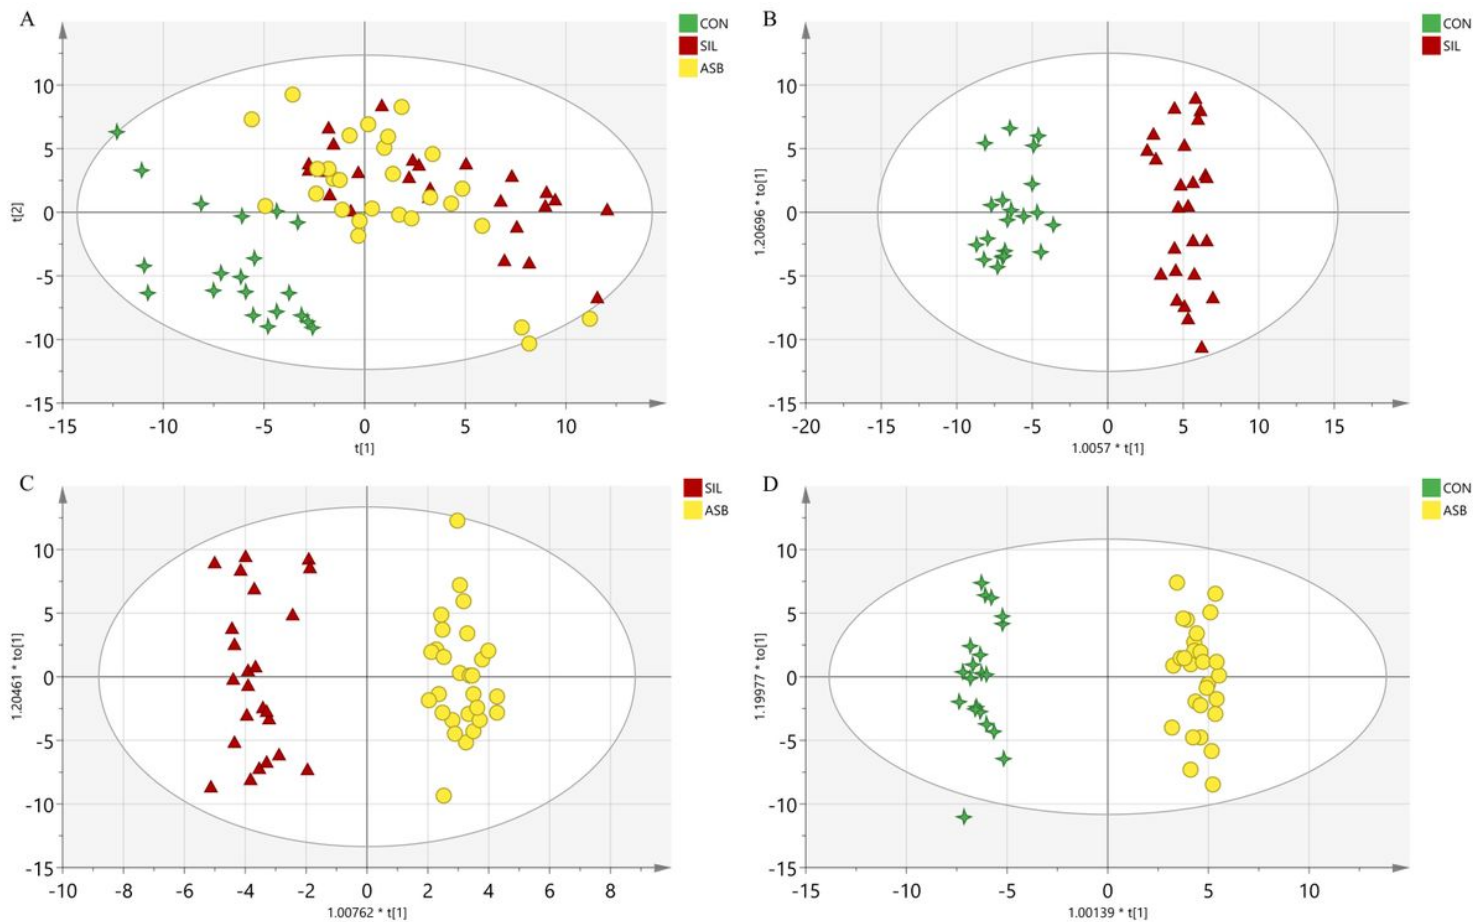 A
CON
SIL
ASB
10
5
0
-5
-10
-15
t[2]
-15 -10 -5 0 5 10
t[1]
B
CON
SIL
10
5
0
-5
-10
-15
1.20696 * to[1]
-20 -15 -10 -5 0 5 10 15
1.0057 * t[1]
C
SIL
ASB
10
5
0
-5
-10
-15
1.20461 * to[1]
-10 -8 -6 -4 -2 0 2 4 6 8
1.00762 * t[1]
D
CON
ASB
10
5
0
-5
-10
-15
1.19977 * to[1]
-15 -10 -5 0 5 10
1.00139 * t[1]